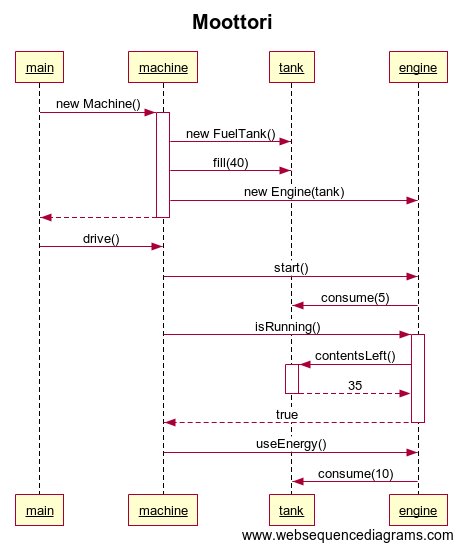 Moottori
main machine tank engine
new Machine()
new FuelTank()
fill(40)
new Engine(tank)
drive()
start()
consume(5)
isRunning()
contentsLeft()
35
true
useEnergy()
consume(10)
main machine tank engine
www.websequencediagrams.com